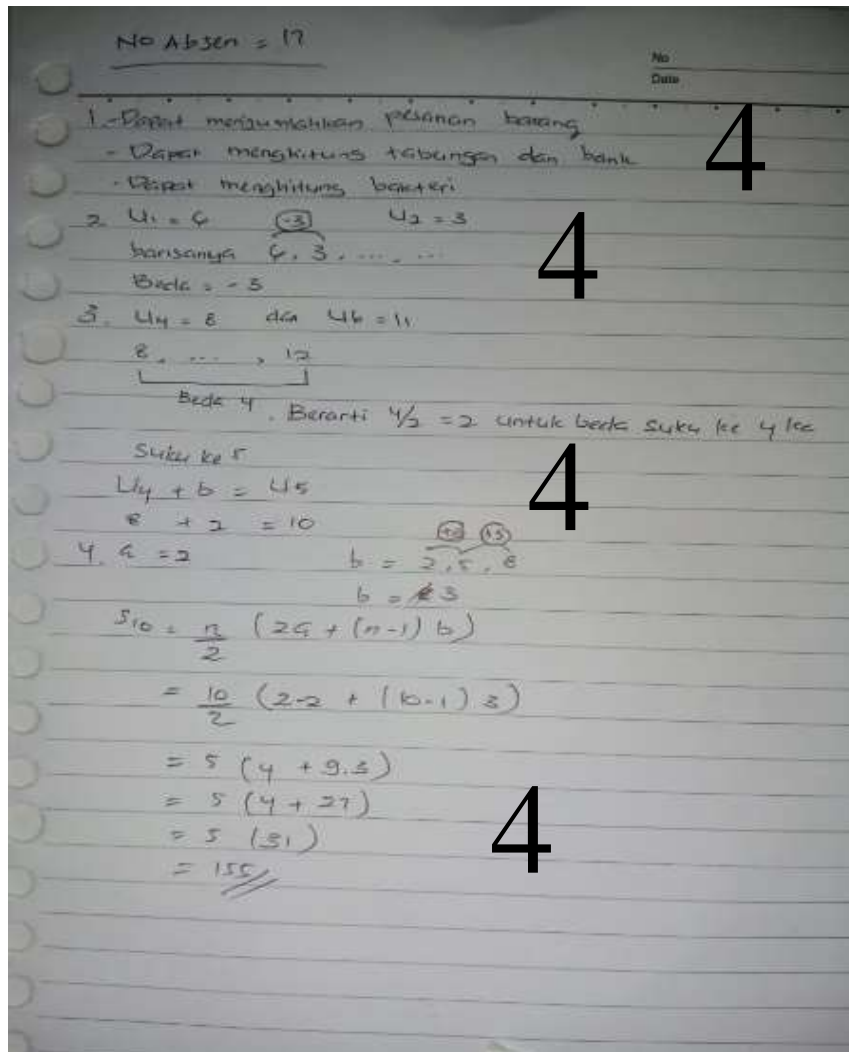 No Absen = 17
No
Date
1. - Dapat menjumlahkan pesanan barang
- Dapat menghitung tabungan dan bank
- Dapat menghitung bakteri
4
2. U1 = 6 (-3) U2 = 3
barisanya 6, 3, ..., ...
Beda = -3
4
3. U4 = 8 dan U6 = 11
8, ..., 12
Beda 4. Berarti 4/2 = 2 untuk beda suku ke 4 ke
Suku ke 5
U4 + b = U5
8 + 2 = 10
4
4. a = 2 b = 2, 5, 8
(+3) (+3)
b = 3
S10 = n/2 (2a + (n-1) b)
= 10/2 (2.2 + (10-1) 3)
= 5 (4 + 9.3)
= 5 (4 + 27)
= 5 (31)
= 155
4